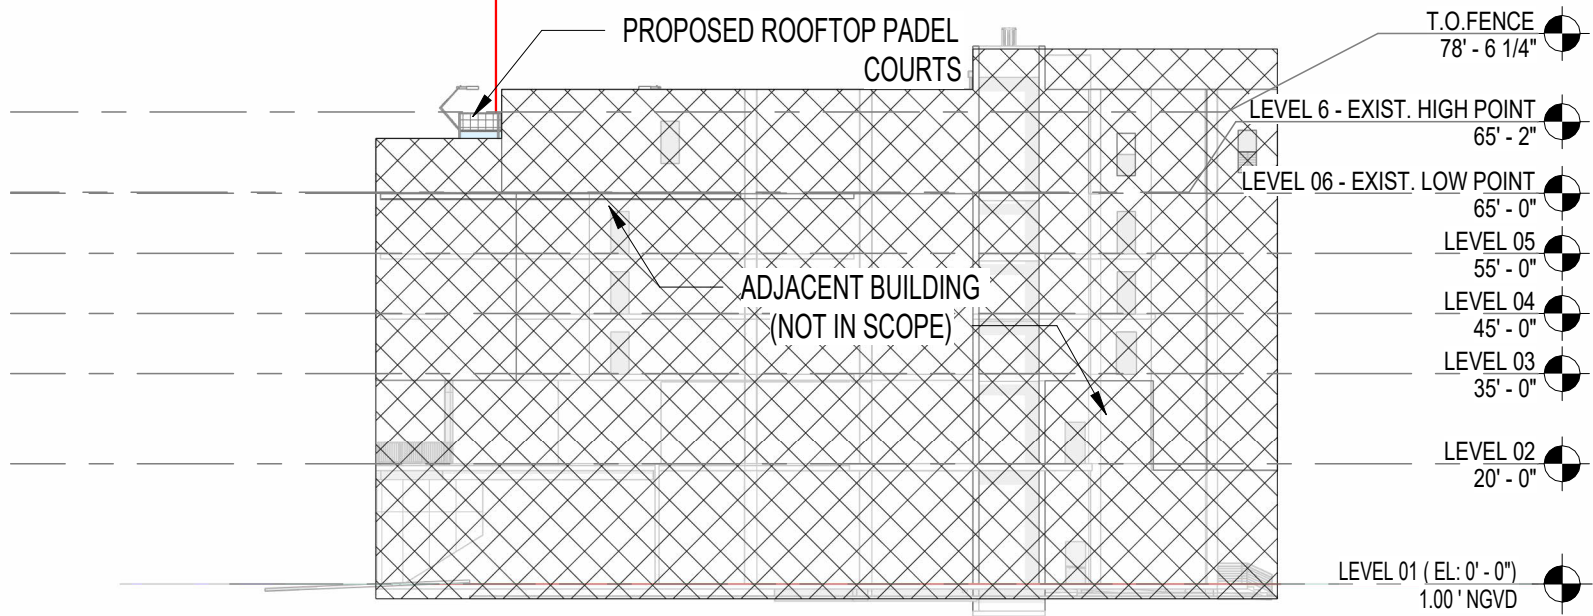 PROPOSED ROOFTOP PADEL
COURTS
T.O.FENCE
78' - 6 1/4"
LEVEL 6 - EXIST. HIGH POINT
65' - 2"
LEVEL 06 - EXIST. LOW POINT
65' - 0"
LEVEL 05
55' - 0"
ADJACENT BUILDING
(NOT IN SCOPE)
LEVEL 04
45' - 0"
LEVEL 03
35' - 0"
LEVEL 02
20' - 0"
LEVEL 01 ( EL: 0' - 0")
1.00 ' NGVD